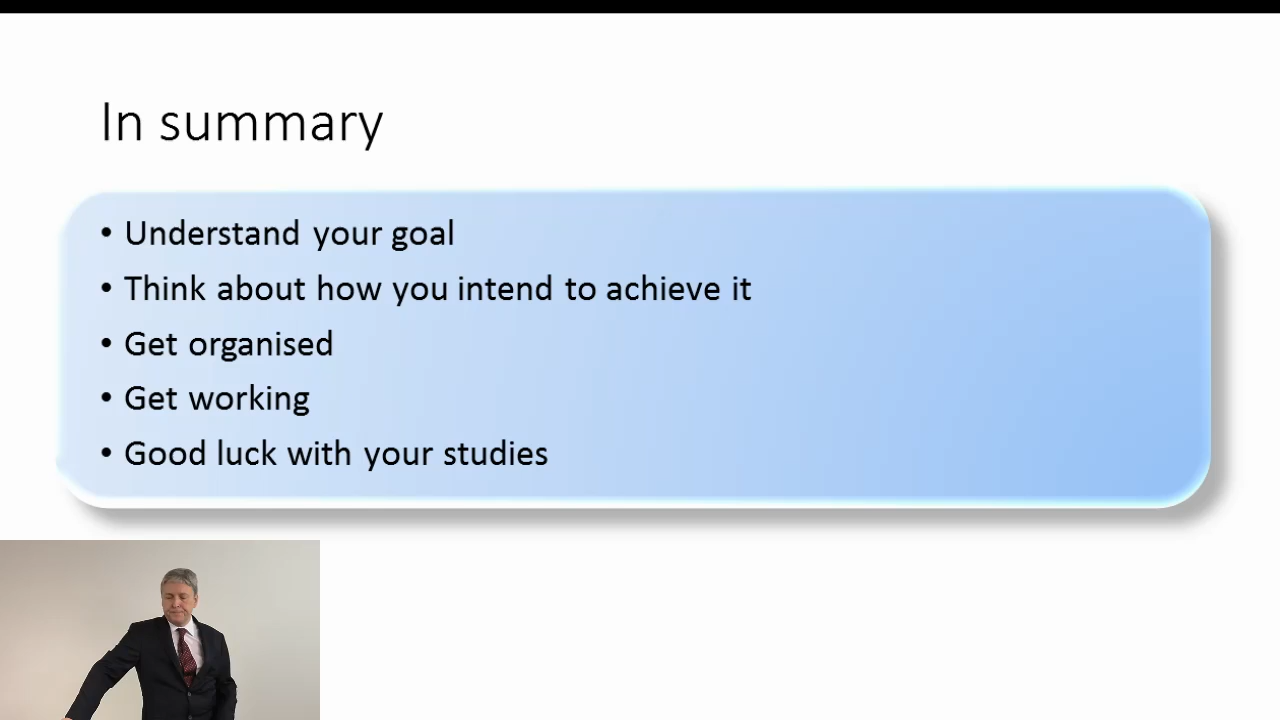 In summary
• Understand your goal
• Think about how you intend to achieve it
• Get organised
• Get working
• Good luck with your studies